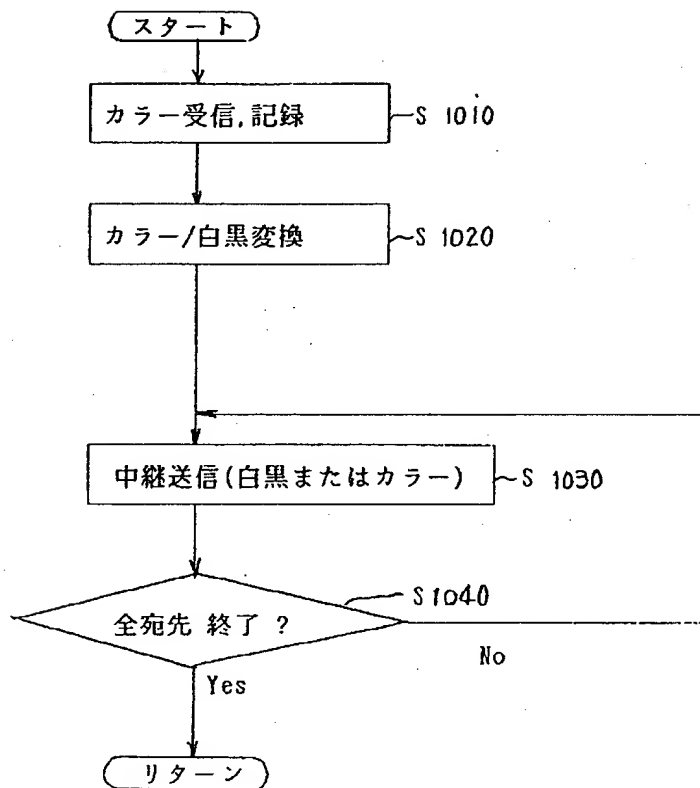 スタート
カラー受信,記録
S 1010
カラー/白黒変換
S 1020
中継送信(白黒またはカラー)
S 1030
全宛先 終了 ?
S1040
No
Yes
リターン